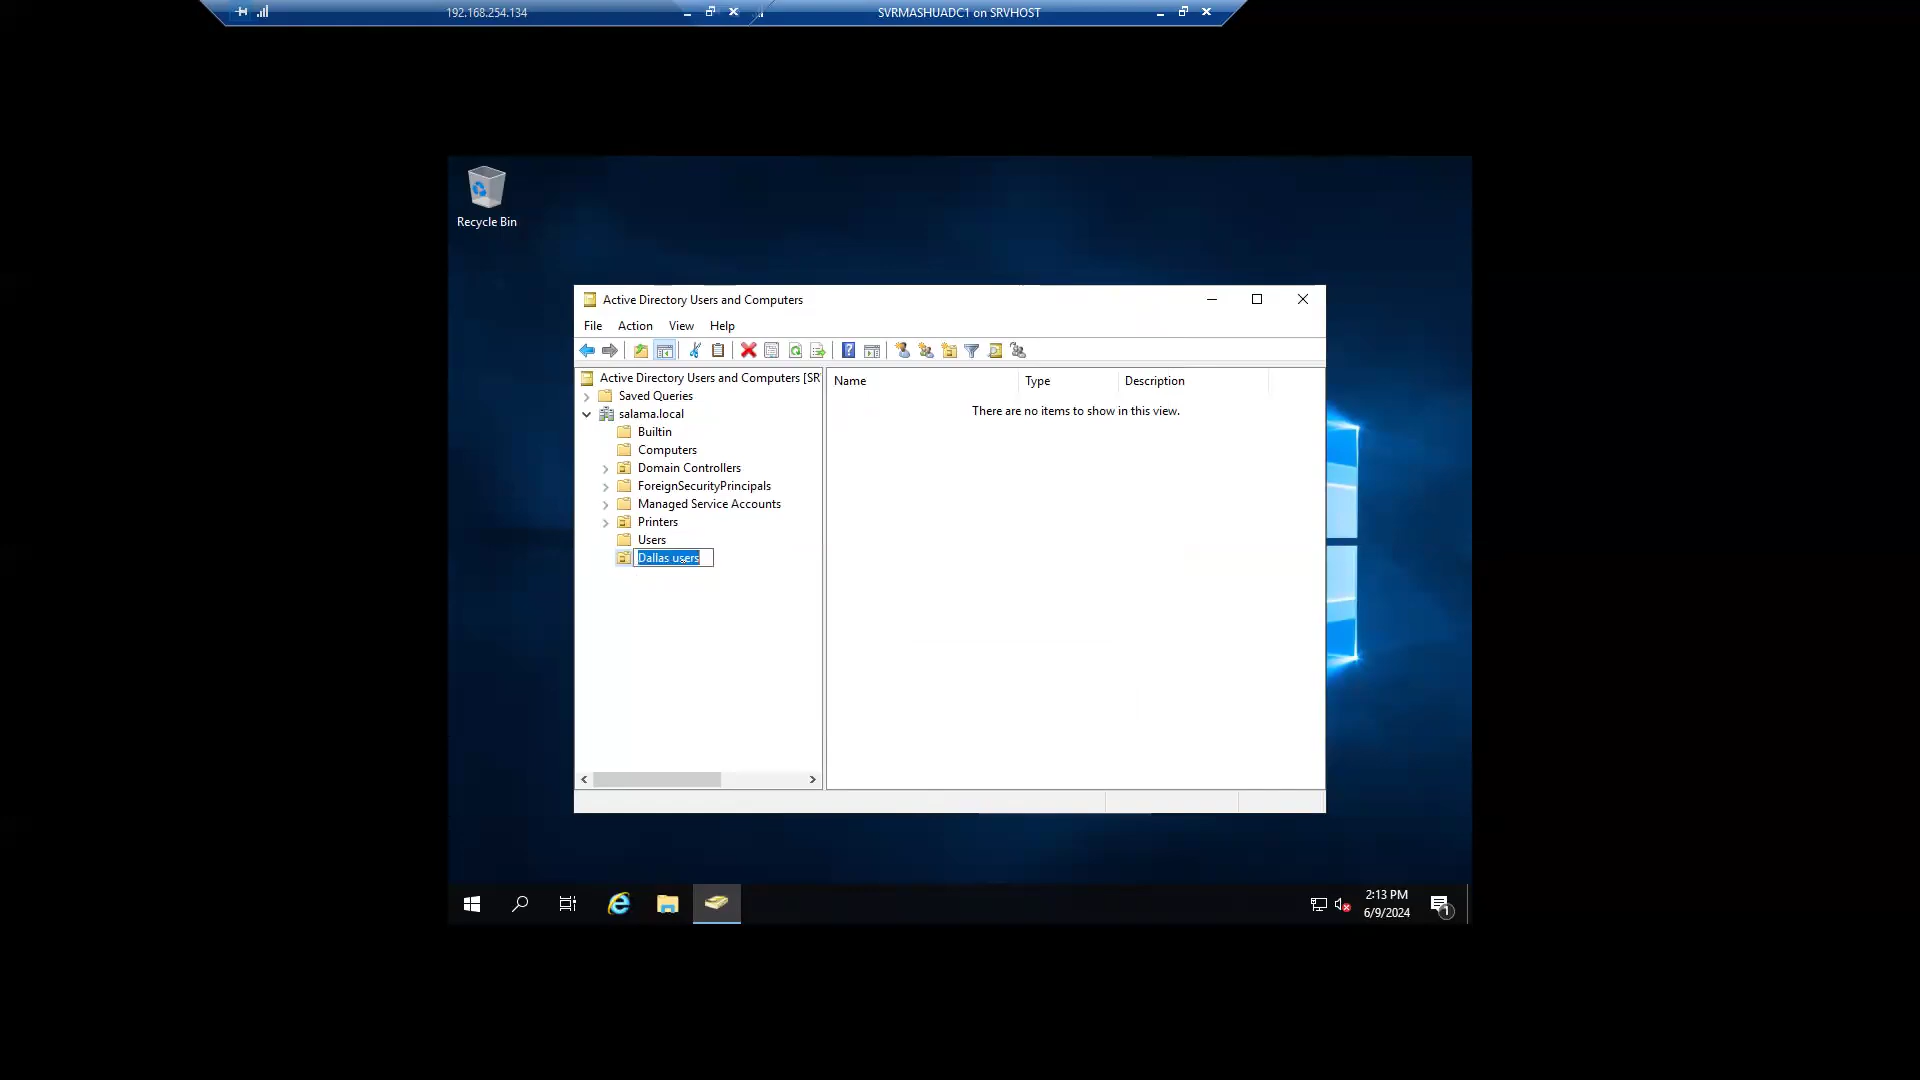 192.168.254.134
SVRMASHUADC1 on SRVHOST
Recycle Bin
Active Directory Users and Computers
File Action View Help
Active Directory Users and Computers [SR
Saved Queries
salama.local
Builtin
Computers
Domain Controllers
ForeignSecurityPrincipals
Managed Service Accounts
Printers
Users
Dallas users
Name Type Description
There are no items to show in this view.
2:13 PM
6/9/2024
1